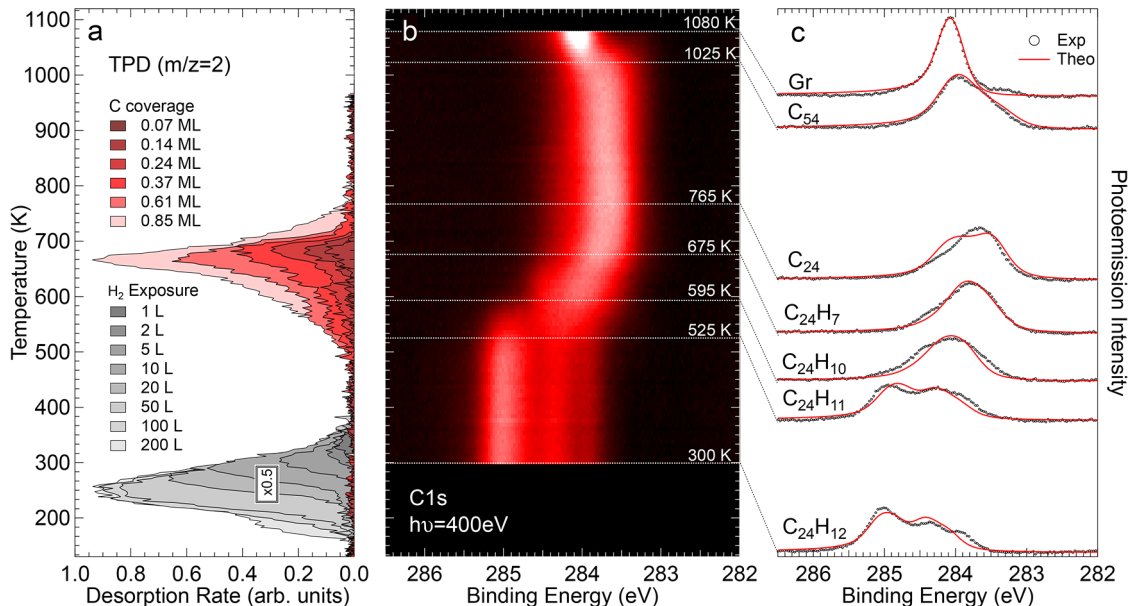 a
TPD (m/z=2)
C coverage
0.07 ML
0.14 ML
0.24 ML
0.37 ML
0.61 ML
0.85 ML
H2 Exposure
1 L
2 L
5 L
10 L
20 L
50 L
100 L
200 L
x0.5
Temperature (K)
1100
1000
900
800
700
600
500
400
300
200
1.0 0.8 0.6 0.4 0.2 0.0
Desorption Rate (arb. units)
b
1080 K
1025 K
765 K
675 K
595 K
525 K
300 K
C1s
hυ=400eV
286 285 284 283 282
Binding Energy (eV)
c
Exp
Theo
Gr
C54
C24
C24H7
C24H10
C24H11
C24H12
286 285 284 283 282
Binding Energy (eV)
Photoemission Intensity